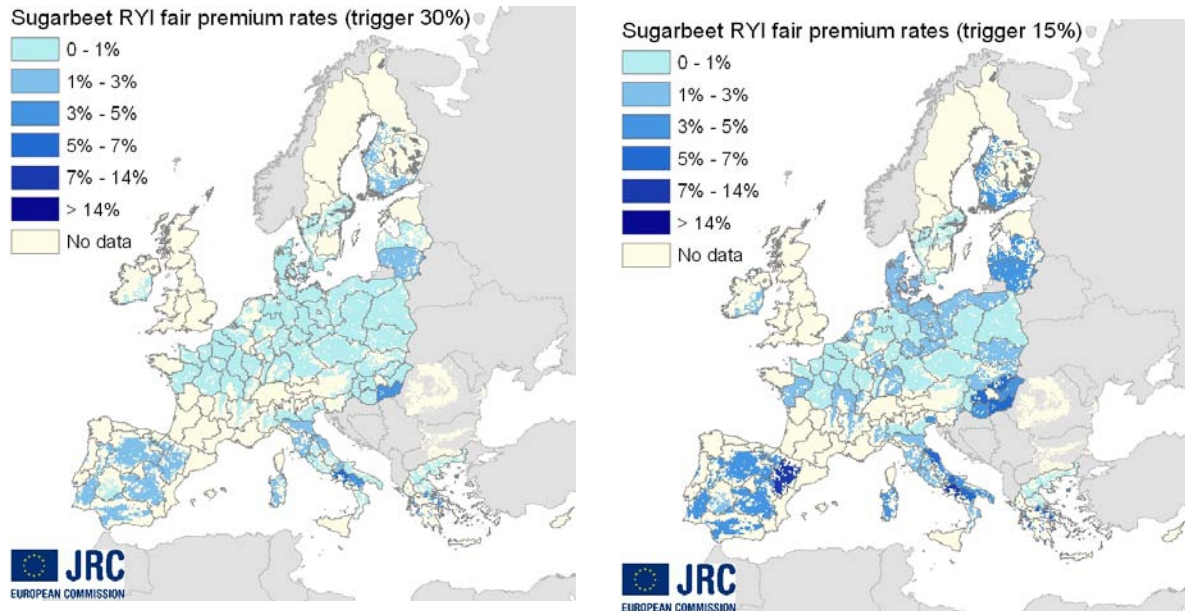 Sugarbeet RYI fair premium rates (trigger 30%)
0 - 1%
1% - 3%
3% - 5%
5% - 7%
7% - 14%
> 14%
No data
JRC
EUROPEAN COMMISSION
Sugarbeet RYI fair premium rates (trigger 15%)
0 - 1%
1% - 3%
3% - 5%
5% - 7%
7% - 14%
> 14%
No data
JRC
EUROPEAN COMMISSION